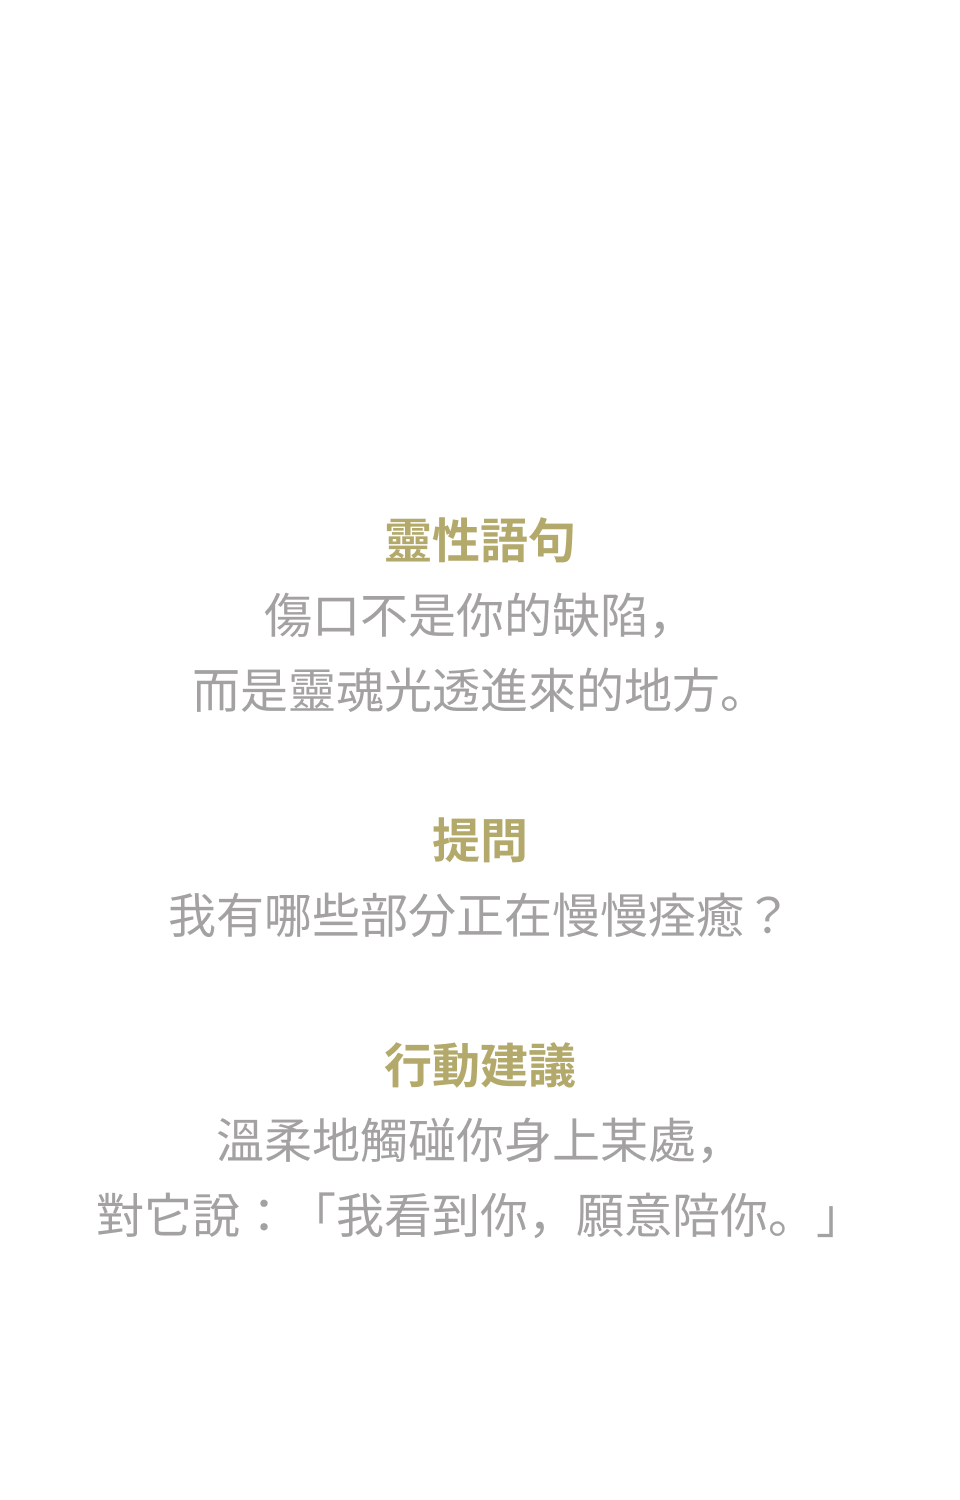 靈性語句
傷口不是你的缺陷，
而是靈魂光透進來的地方。
提問
我有哪些部分正在慢慢痊癒？
行動建議
溫柔地觸碰你身上某處，
對它說：「我看到你，願意陪你。」